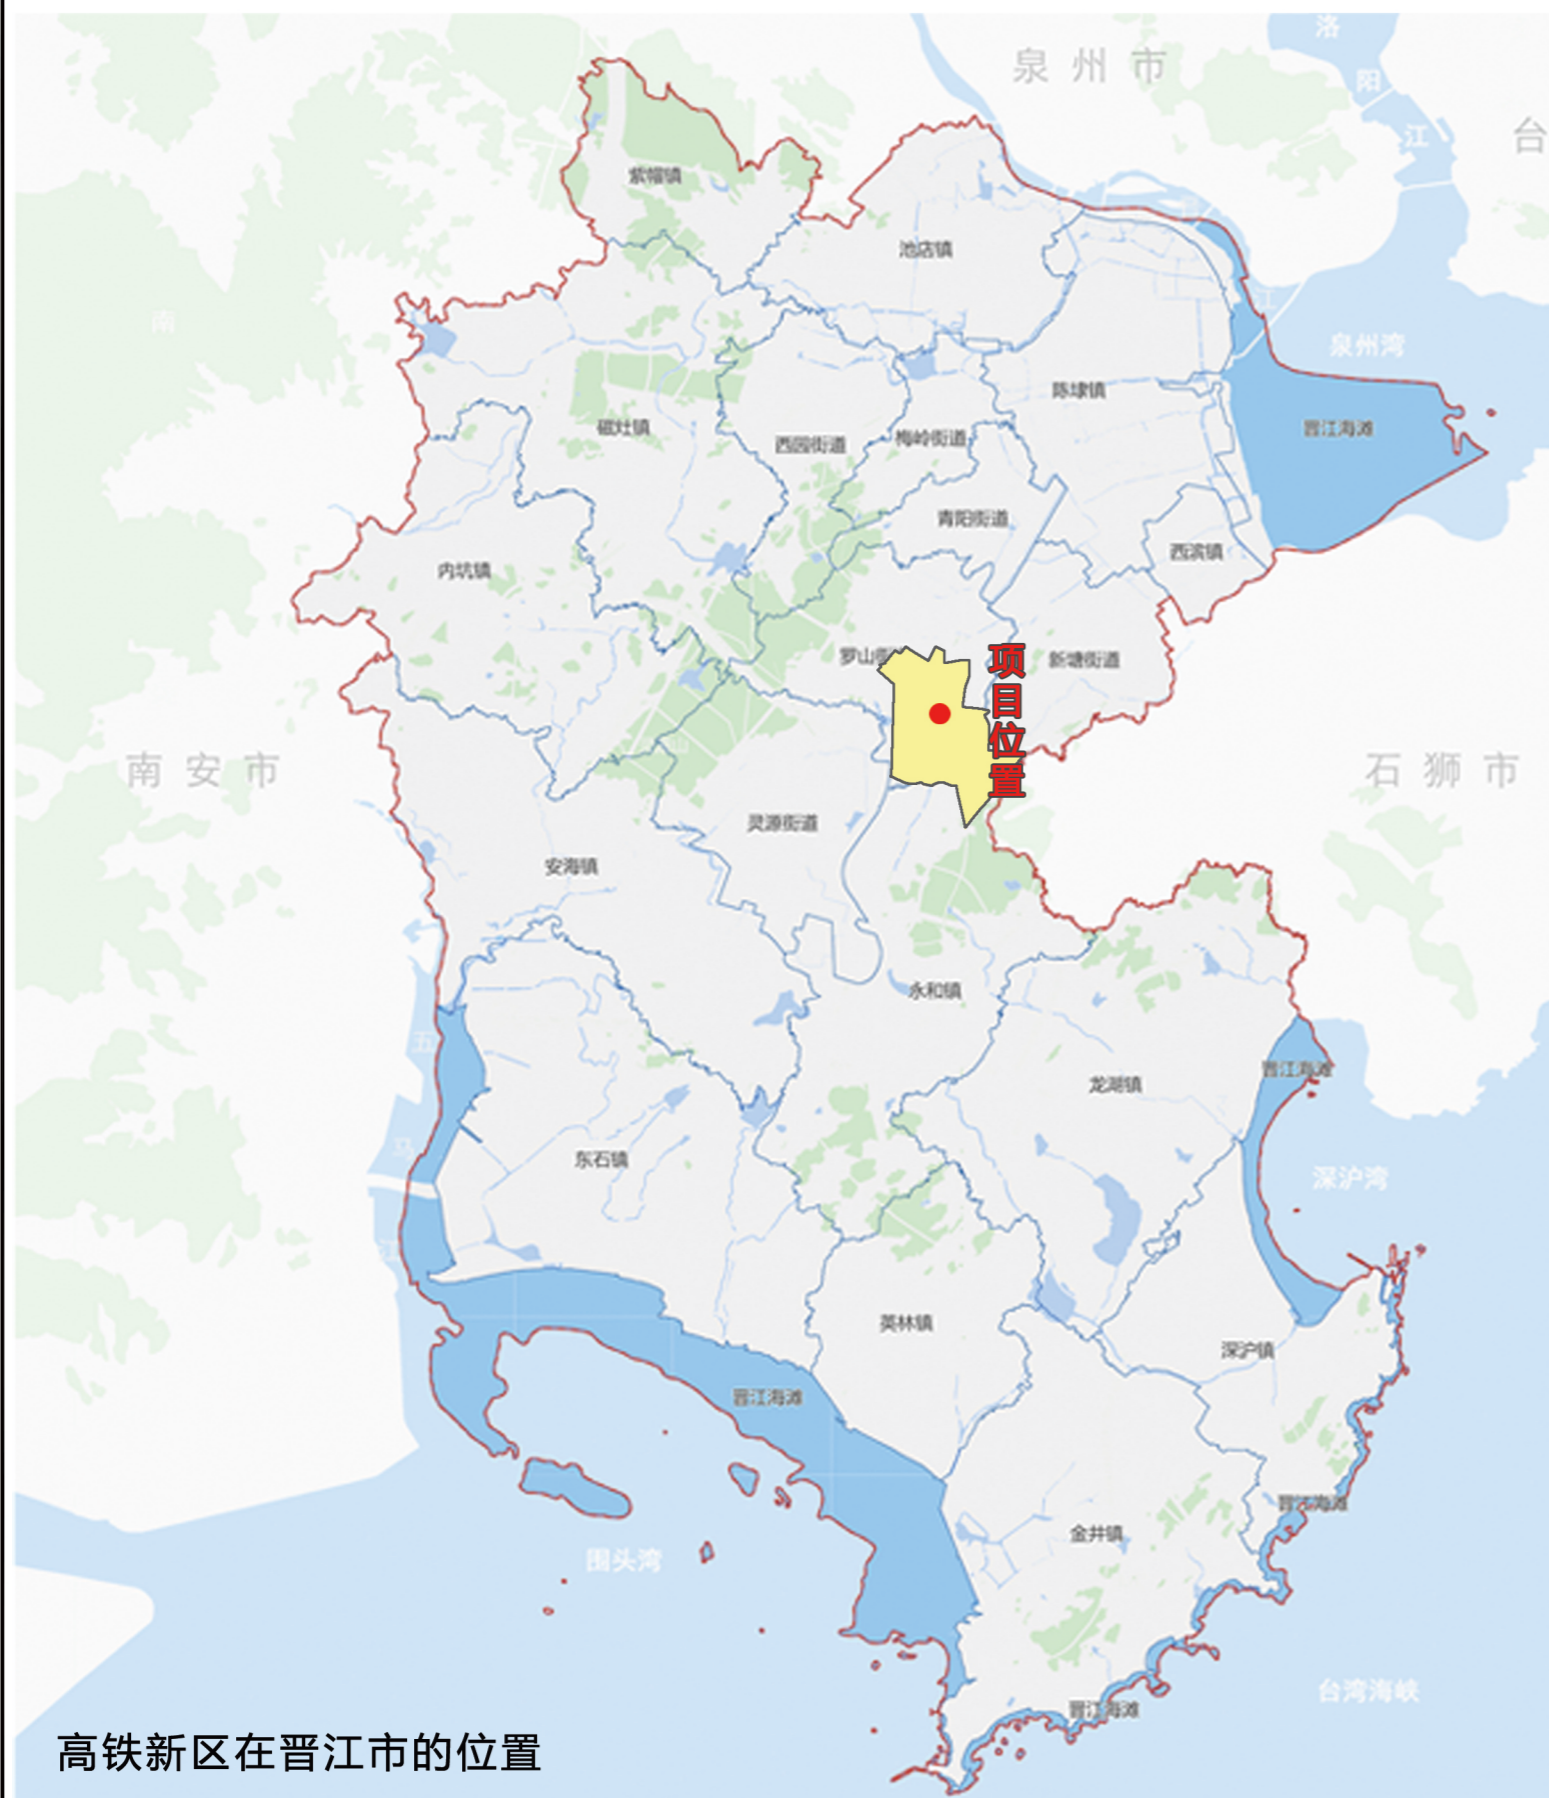 泉州市
洛
阳
江
台
紫帽镇
池店镇
南
江
泉州湾
陈埭镇
晋江海滩
磁灶镇
西园街道
梅岭街道
青阳街道
西滨镇
内坑镇
罗山街
项目位置
新塘街道
南安市
石狮市
灵源街道
安海镇
永和镇
五
龙湖镇
晋江海滩
马
东石镇
深沪湾
江
英林镇
深沪镇
晋江海滩
晋江海滩
金井镇
围头湾
台湾海峡
晋江海滩
高铁新区在晋江市的位置